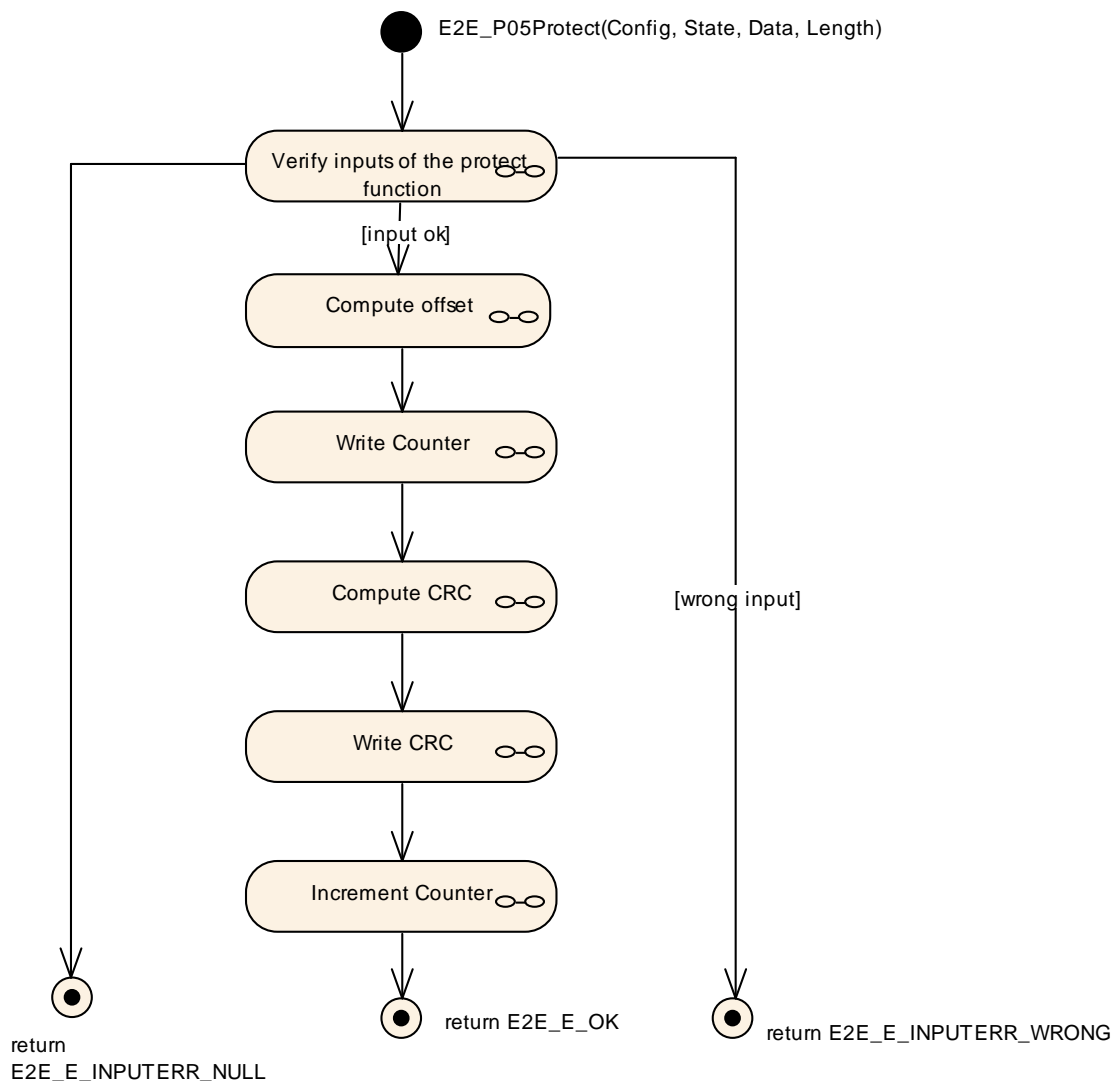 E2E_P05Protect(Config, State, Data, Length)
Verify inputs of the protect
function
[input ok]
Compute offset
Write Counter
Compute CRC
[wrong input]
Write CRC
Increment Counter
return E2E_E_OK
return E2E_E_INPUTERR_WRONG
return
E2E_E_INPUTERR_NULL